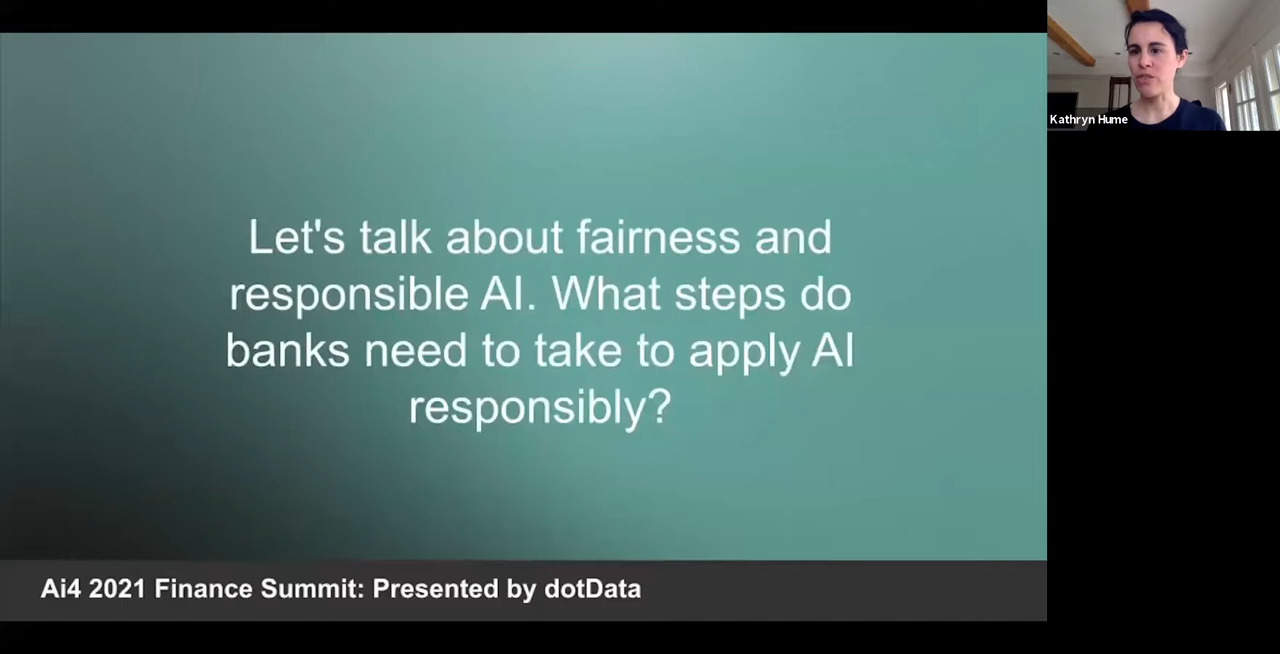 Let's talk about fairness and
responsible AI. What steps do
banks need to take to apply AI
responsibly?
Kathryn Hume
Ai4 2021 Finance Summit: Presented by dotData